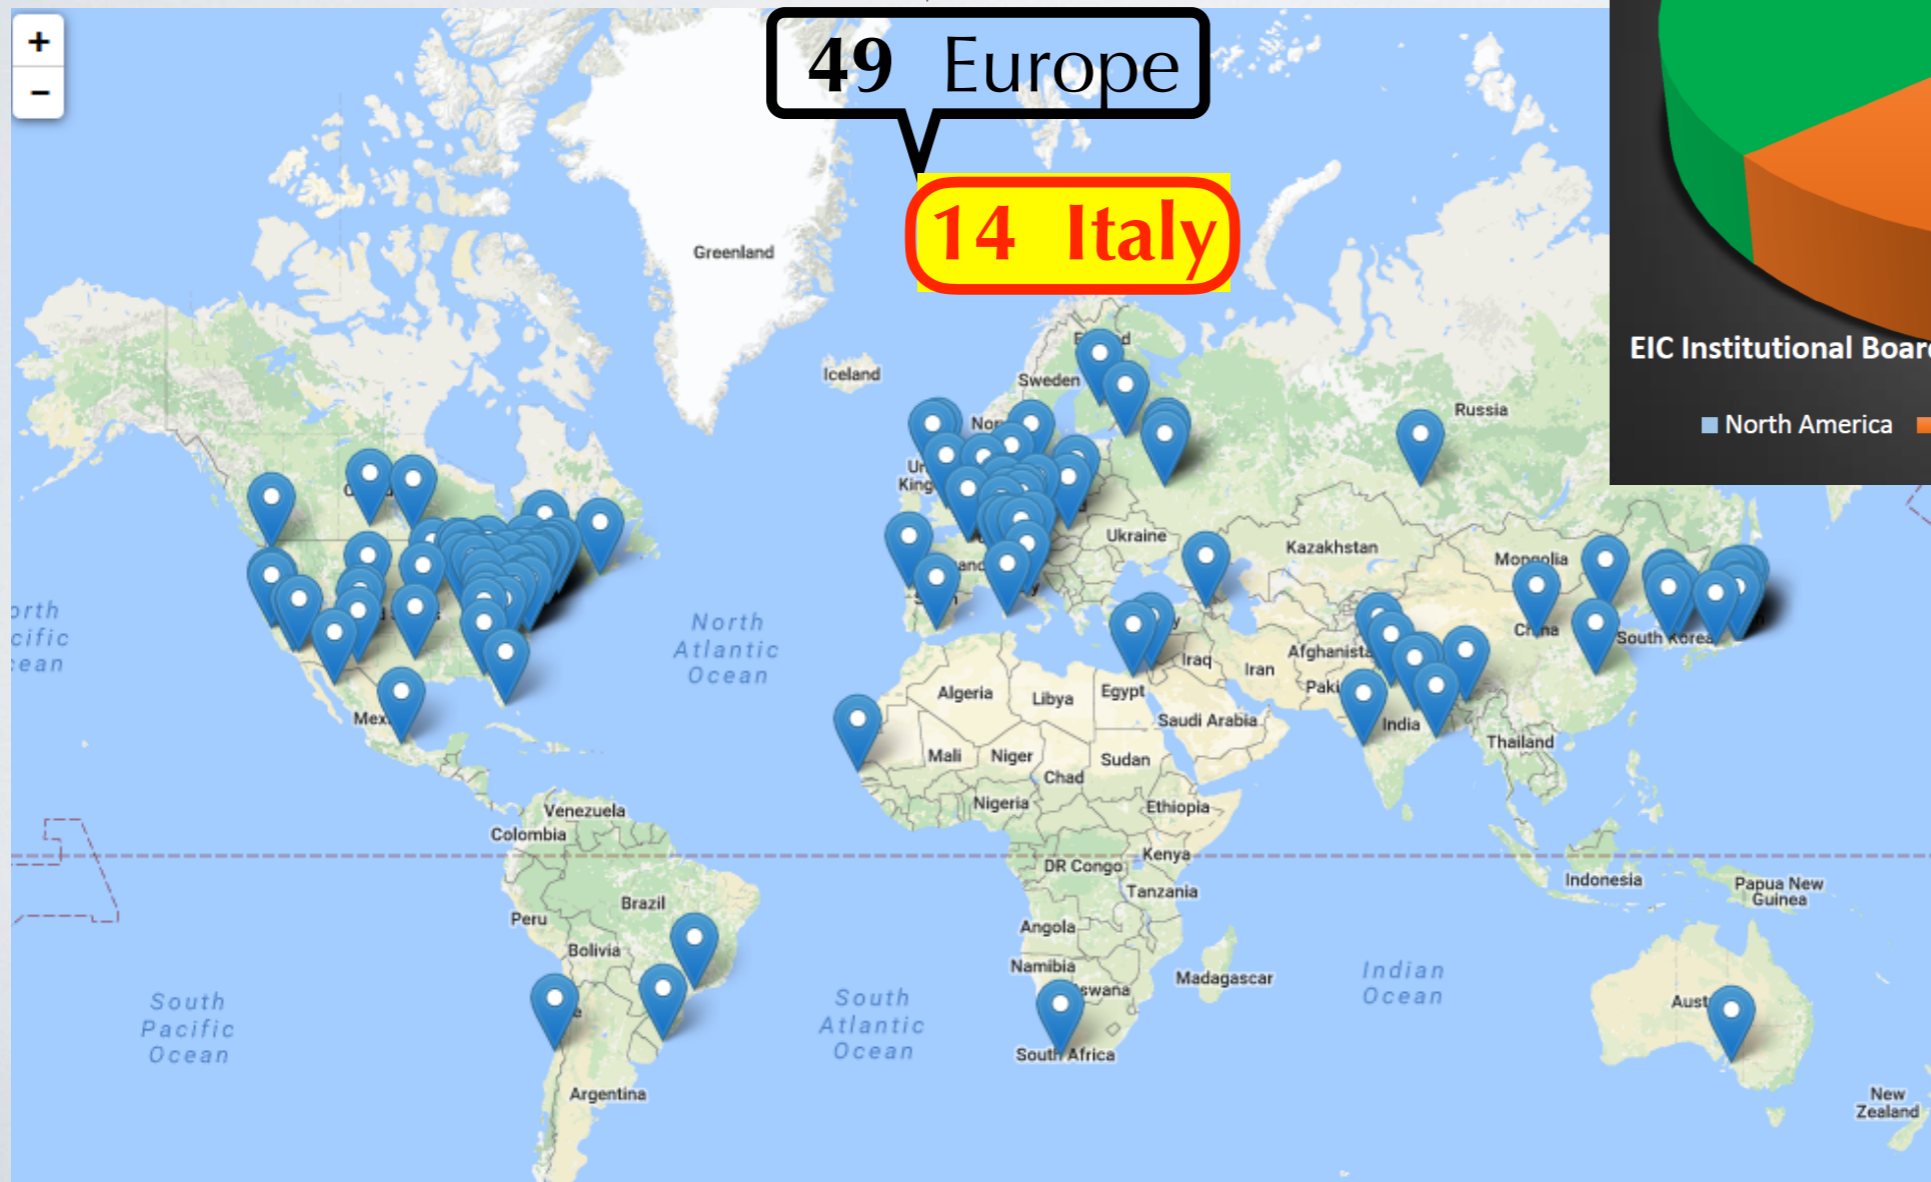 +
−
49 Europe
14 Italy
Greenland
Iceland
Sweden
Russia
EIC Institutional
North America
Ukraine
Kazakhstan
Mongolia
North
Atlantic
Ocean
China
South Korea
Iraq
Iran
Algeria
Libya
Egypt
Saudi Arabia
India
Thailand
Mali
Niger
Chad
Sudan
Nigeria
Ethiopia
Venezuela
Colombia
DR Congo
Kenya
Tanzania
Indonesia
Papua New
Guinea
Peru
Brazil
Bolivia
Angola
Namibia
Madagascar
Indian
Ocean
South
Pacific
Ocean
South
Atlantic
Ocean
South Africa
Argentina
New
Zealand